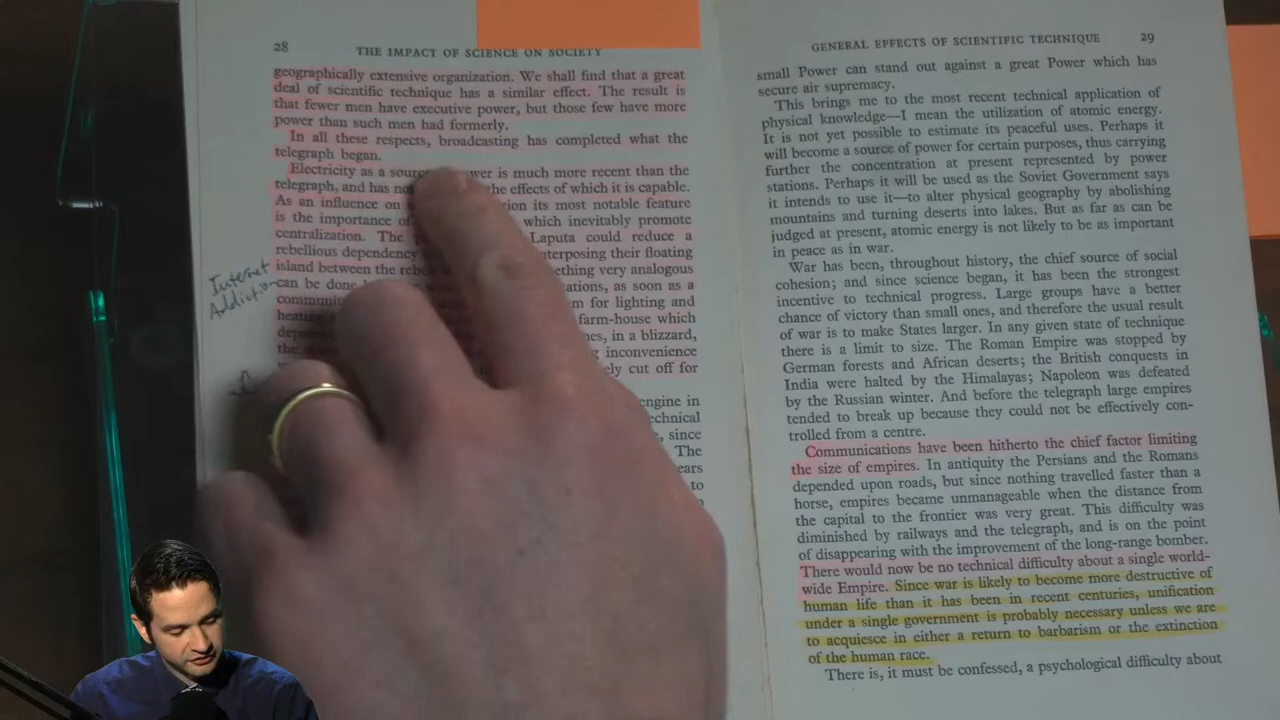 28
THE IMPACT OF SCIENCE ON SOCIETY
geographically extensive organization. We shall find that a great
deal of scientific technique has a similar effect. The result is
that fewer men have executive power, but those few have more
power than such men had formerly.
In all these respects, broadcasting has completed what the
telegraph began.
Electricity as a is much more recent than the
telegraph, and has the effects of which it is capable.
As an influence on its most notable feature
is the importance of which inevitably promote
centralization. The Laputa could reduce a
rebellious dependency their floating
island between the very analogous
can be done as soon as a
for lighting and
farm-house which
in a blizzard,
inconvenience
cut off for
engine in
since
The
to
Internet
Addiction
GENERAL EFFECTS OF SCIENTIFIC TECHNIQUE
29
small Power can stand out against a great Power which has
secure air supremacy.
This brings me to the most recent technical application of
physical knowledge—I mean the utilization of atomic energy.
It is not yet possible to estimate its peaceful uses. Perhaps it
will become a source of power for certain purposes, thus carrying
further the concentration at present represented by power
stations. Perhaps it will be used as the Soviet Government says
it intends to use it—to alter physical geography by abolishing
mountains and turning deserts into lakes. But as far as can be
judged at present, atomic energy is not likely to be as important
in peace as in war.
War has been, throughout history, the chief source of social
cohesion; and since science began, it has been the strongest
incentive to technical progress. Large groups have a better
chance of victory than small ones, and therefore the usual result
of war is to make States larger. In any given state of technique
there is a limit to size. The Roman Empire was stopped by
German forests and African deserts; the British conquests in
India were halted by the Himalayas; Napoleon was defeated
by the Russian winter. And before the telegraph large empires
tended to break up because they could not be effectively con-
trolled from a centre.
Communications have been hitherto the chief factor limiting
the size of empires. In antiquity the Persians and the Romans
depended upon roads, but since nothing travelled faster than a
horse, empires became unmanageable when the distance from
the capital to the frontier was very great. This difficulty was
diminished by railways and the telegraph, and is on the point
of disappearing with the improvement of the long-range bomber.
There would now be no technical difficulty about a single world-
wide Empire. Since war is likely to become more destructive of
human life than it has been in recent centuries, unification
under a single government is probably necessary unless we are
to acquiesce in either a return to barbarism or the extinction
of the human race.
There is, it must be confessed, a psychological difficulty about